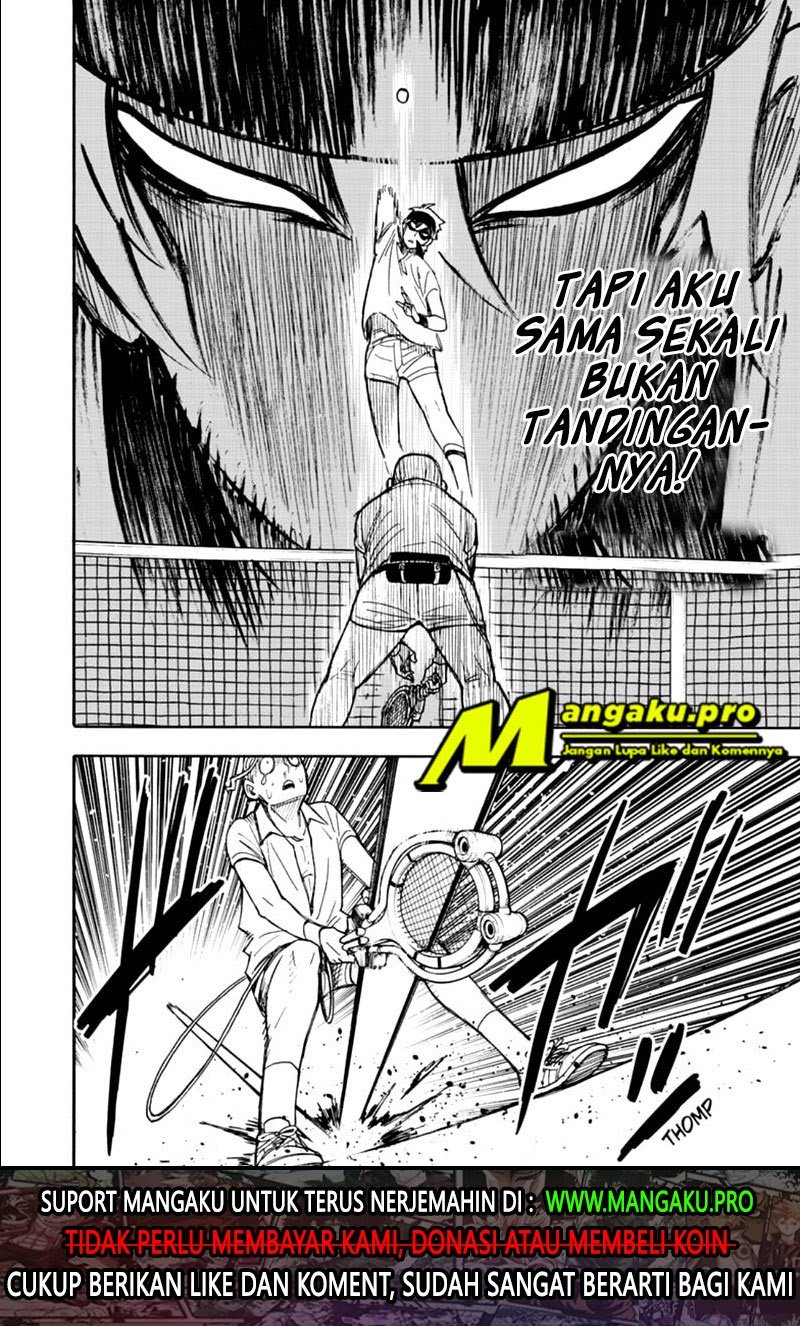 TAPI AKU
SAMA SEKALI
BUKAN
TANDINGAN-
NYA!
Mangaku.pro
Jangan Lupa Like dan Komennya
ガッ
THOMP
SUPORT MANGAKU UNTUK TERUS NERJEMAHIN DI : WWW.MANGAKU.PRO
TIDAK PERLU MEMBAYAR KAMI, DONASI ATAU MEMBELI KOIN
CUKUP BERIKAN LIKE DAN KOMENT, SUDAH SANGAT BERARTI BAGI KAMI